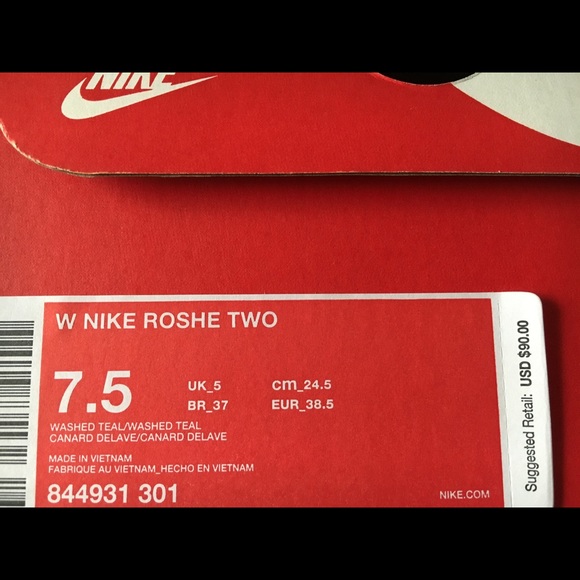 NIKE
W NIKE ROSHE TWO
7.5
UK_5 cm_24.5
BR_37 EUR_38.5
WASHED TEAL/WASHED TEAL
CANARD DELAVE/CANARD DELAVE
MADE IN VIETNAM
FABRIQUE AU VIETNAM_HECHO EN VIETNAM
844931 301
NIKE.COM
Suggested Retail: USD $90.00